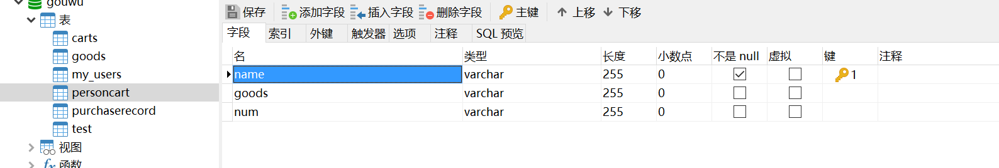 gouwu
表
carts
goods
my_users
personcart
purchaserecord
test
视图
函数
保存 添加字段 插入字段 删除字段 主键 上移 下移
字段 索引 外键 触发器 选项 注释 SQL 预览
名 类型 长度 小数点 不是 null 虚拟 键 注释
name varchar 255 0 1
goods varchar 255 0
num varchar 255 0